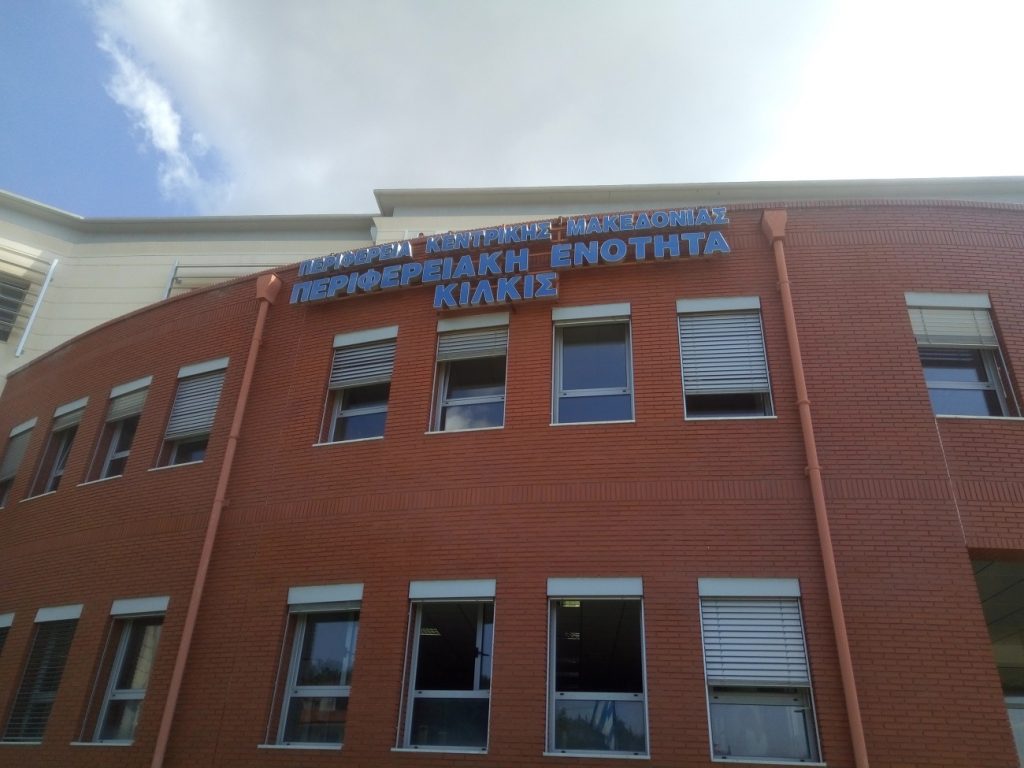 ΠΕΡΙΦΕΡΕΙΑ ΚΕΝΤΡΙΚΗΣ ΜΑΚΕΔΟΝΙΑΣ
ΠΕΡΙΦΕΡΕΙΑΚΗ ΕΝΟΤΗΤΑ
ΚΙΛΚΙΣ